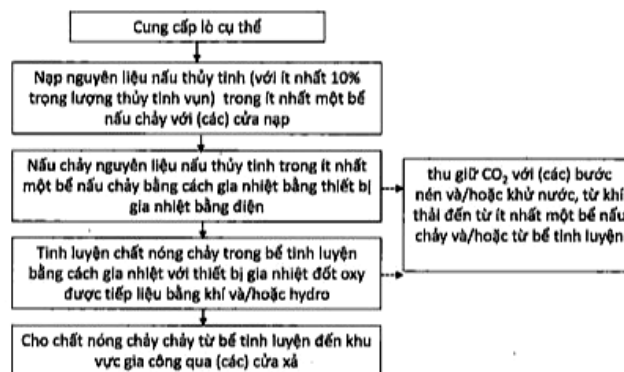 Cung cấp lò cụ thể
Nạp nguyên liệu nấu thủy tinh (với ít nhất 10%
trọng lượng thủy tinh vụn) trong ít nhất một bể
nấu chảy với (các) cửa nạp
Nấu chảy nguyên liệu nấu thủy tinh trong ít nhất
một bể nấu chảy bằng cách gia nhiệt bằng thiết bị
gia nhiệt bằng điện
thu giữ CO₂ với (các) bước
nén và/hoặc khử nước, từ khí
thải đến từ ít nhất một bể nấu
chảy và/hoặc từ bể tinh luyện
Tinh luyện chất nóng chảy trong bể tinh luyện
bằng cách gia nhiệt với thiết bị gia nhiệt đốt oxy
được tiếp liệu bằng khí và/hoặc hydro
Cho chất nóng chảy chảy từ bể tinh luyện đến khu
vực gia công qua (các) cửa xả